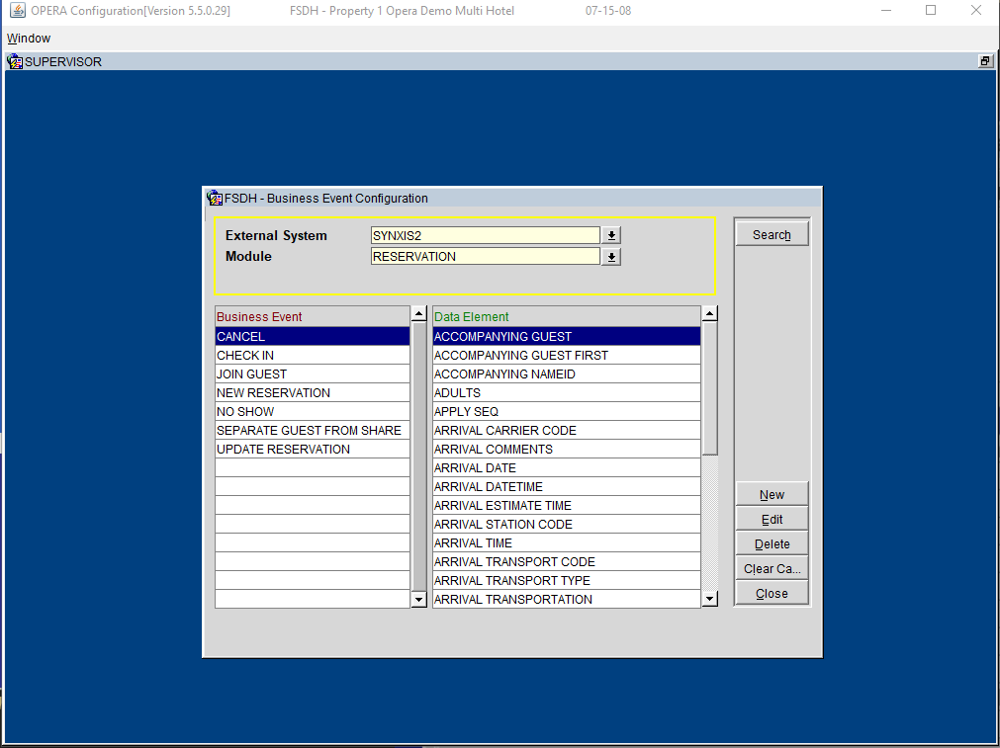 OPERA Configuration[Version 5.5.0.29] FSDH - Property 1 Opera Demo Multi Hotel 07-15-08
Window
SUPERVISOR
FSDH - Business Event Configuration
External System SYNXIS2 Search
Module RESERVATION
Business Event Data Element
CANCEL ACCOMPANYING GUEST
CHECK IN ACCOMPANYING GUEST FIRST
JOIN GUEST ACCOMPANYING NAMEID
NEW RESERVATION ADULTS
NO SHOW APPLY SEQ
SEPARATE GUEST FROM SHARE ARRIVAL CARRIER CODE
UPDATE RESERVATION ARRIVAL COMMENTS
ARRIVAL DATE
ARRIVAL DATETIME
ARRIVAL ESTIMATE TIME
ARRIVAL STATION CODE
ARRIVAL TIME
ARRIVAL TRANSPORT CODE
ARRIVAL TRANSPORT TYPE
ARRIVAL TRANSPORTATION
New
Edit
Delete
Clear Ca...
Close